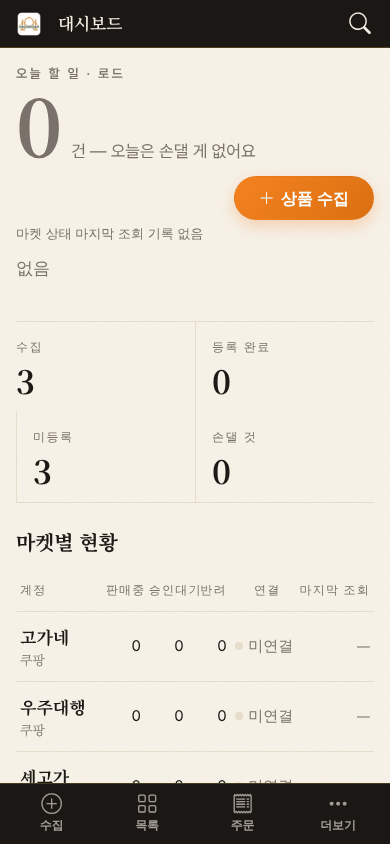 대시보드
오늘 할 일 · 로드
0 건 — 오늘은 손댈 게 없어요
+ 상품 수집
마켓 상태 마지막 조회 기록 없음
없음
수집 등록 완료
3 0
미등록 손댈 것
3 0
마켓별 현황
계정 판매중 승인대기 반려 연결 마지막 조회
고가네 0 0 0 미연결 —
쿠팡
우주대행 0 0 0 미연결 —
쿠팡
셰고가
수집 목록 주문 더보기